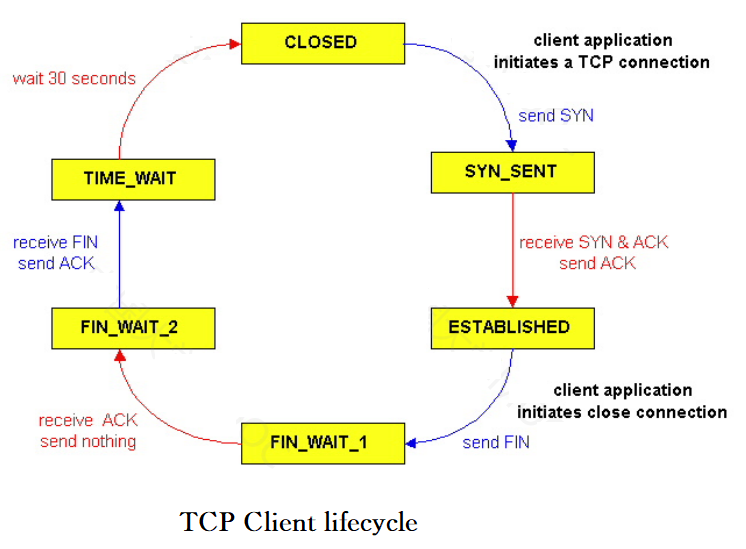 CLOSED
client application
initiates a TCP connection
wait 30 seconds
send SYN
TIME_WAIT
SYN_SENT
receive FIN
send ACK
receive SYN & ACK
send ACK
FIN_WAIT_2
ESTABLISHED
client application
initiates close connection
receive ACK
send nothing
FIN_WAIT_1
send FIN
TCP Client lifecycle